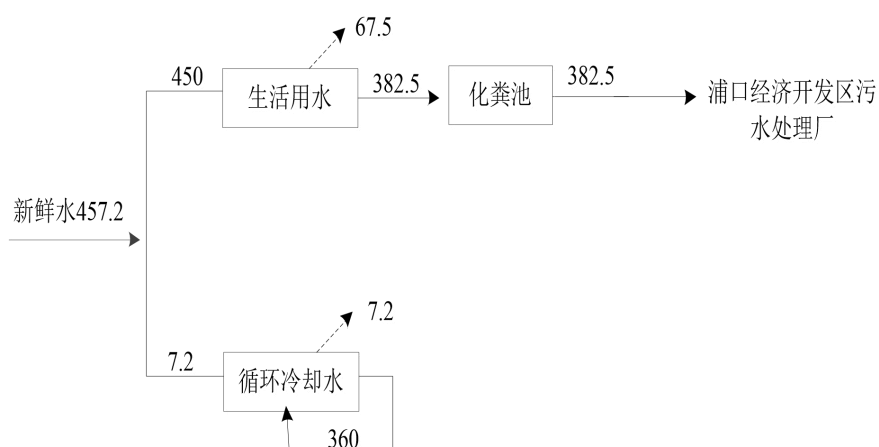 67.5
450
生活用水
382.5
化粪池
382.5
浦口经济开发区污
水处理厂
新鲜水457.2
7.2
7.2
循环冷却水
360